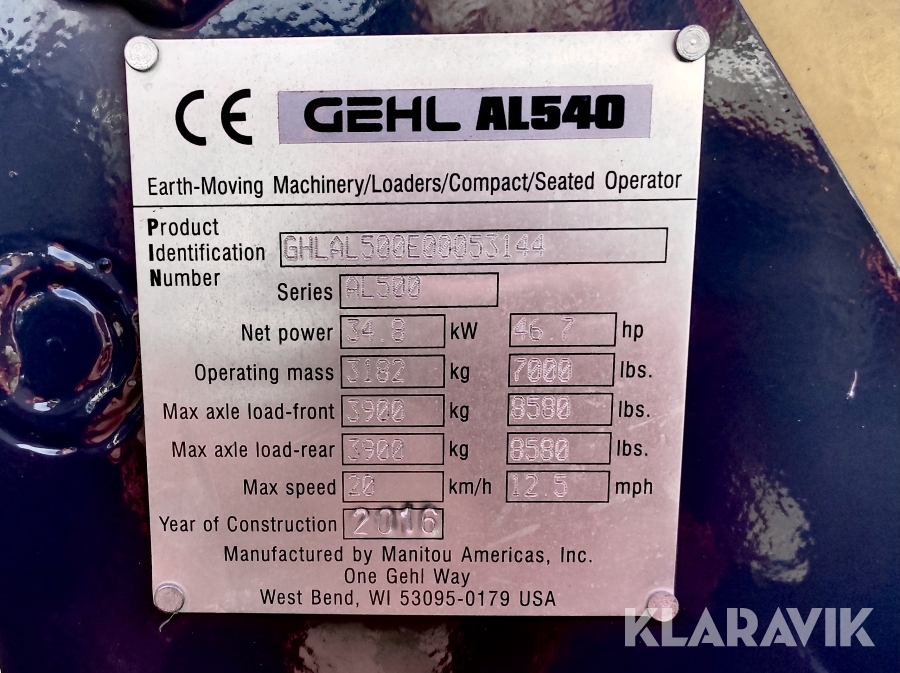 CE GEHL AL540
Earth-Moving Machinery/Loaders/Compact/Seated Operator
Product
Identification GHLAL500E00053144
Number
Series AL500
Net power 34.8 kW 46.7 hp
Operating mass 3182 kg 7000 lbs.
Max axle load-front 3900 kg 8580 lbs.
Max axle load-rear 3900 kg 8580 lbs.
Max speed 20 km/h 12.5 mph
Year of Construction 2016
Manufactured by Manitou Americas, Inc.
One Gehl Way
West Bend, WI 53095-0179 USA
KLARAVIK